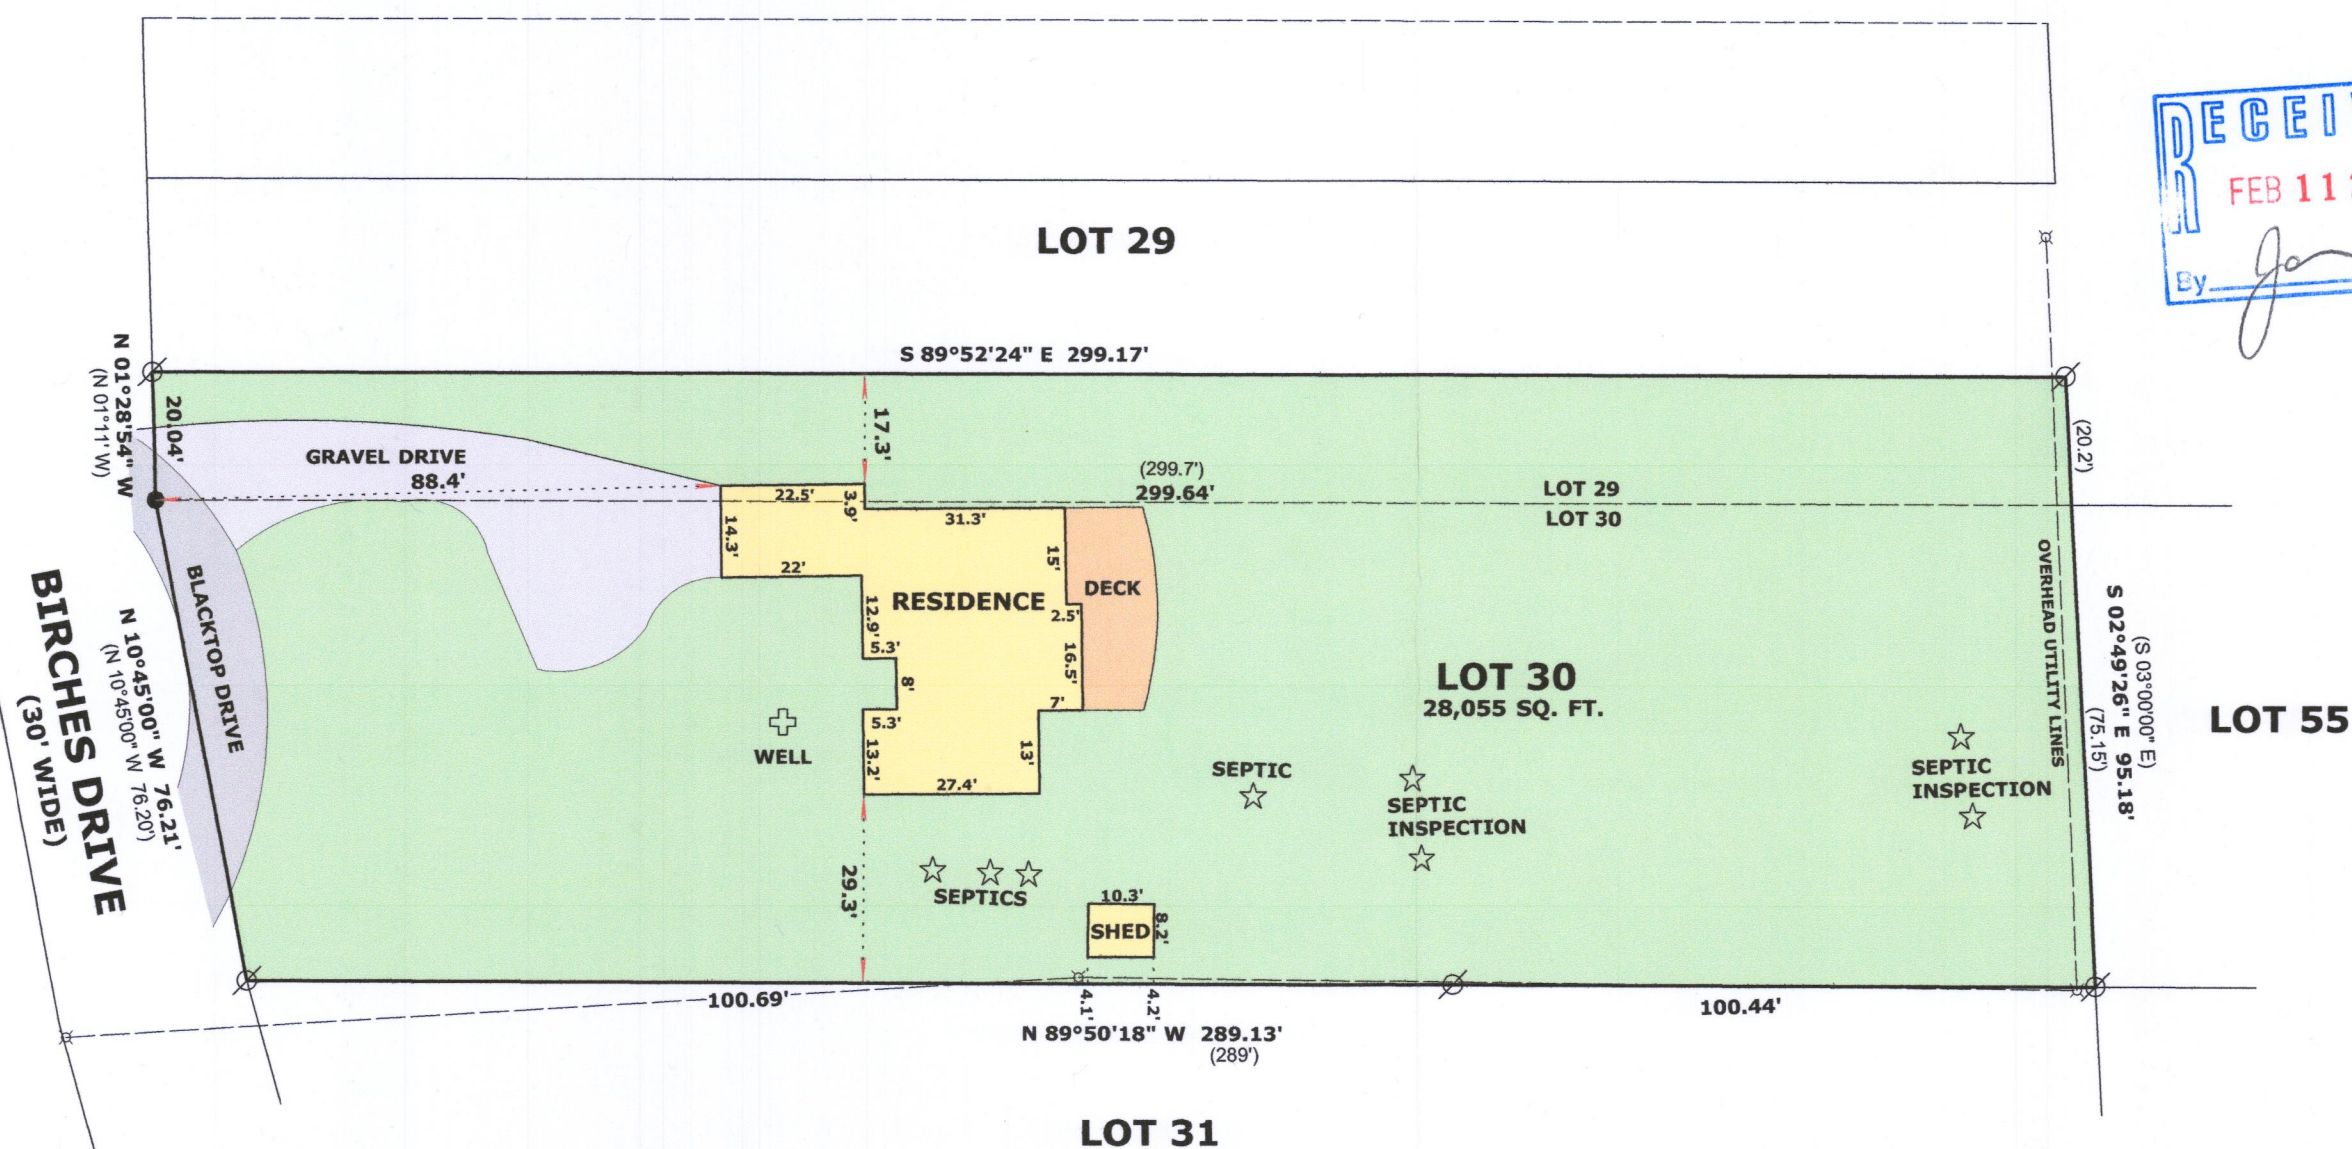 RECEI
FEB 11
By
LOT 29
S 89°52'24" E 299.17'
N 01°28'54" W
(N 01°11' W)
20.04'
17.3'
GRAVEL DRIVE
88.4'
(299.7')
299.64'
(20.2')
LOT 29
LOT 30
22.5'
3.9'
31.3'
14.3'
22'
15'
DECK
RESIDENCE
2.5'
12.9'
5.3'
8'
16.5'
7'
5.3'
13.2'
13'
27.4'
BLACKTOP DRIVE
BIRCHES DRIVE
(30' WIDE)
N 10°45'00" W 76.21'
(N 10°45'00" W 76.20')
WELL
LOT 30
28,055 SQ. FT.
OVERHEAD UTILITY LINES
S 02°49'26" E 95.18'
(S 03°00'00" E)
(75.15')
LOT 55
SEPTIC
SEPTIC
INSPECTION
SEPTIC
INSPECTION
29.3'
SEPTICS
10.3'
SHED
8.2'
100.69'
4.1'
4.2'
100.44'
N 89°50'18" W 289.13'
(289')
LOT 31